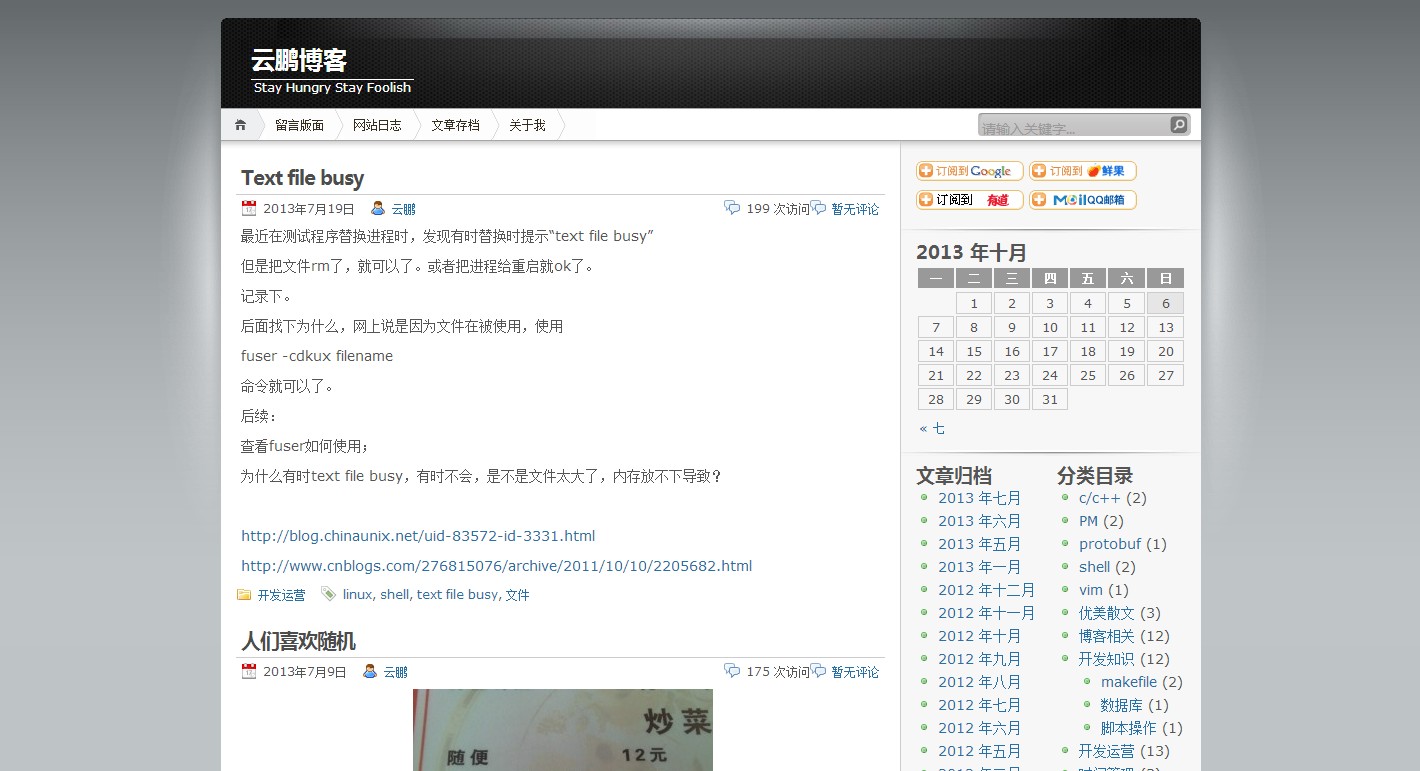 云鹏博客
Stay Hungry Stay Foolish
留言版面 网站日志 文章存档 关于我
请输入关键字...
Text file busy
2013年7月19日 云鹏 199 次访问 暂无评论
最近在测试程序替换进程时，发现有时替换时提示“text file busy”
但是把文件rm了，就可以了。或者把进程给重启就ok了。
记录下。
后面找下为什么，网上说是因为文件在被使用，使用
fuser -cdkux filename
命令就可以了。
后续：
查看fuser如何使用；
为什么有时text file busy，有时不会，是不是文件太大了，内存放不下导致？
http://blog.chinaunix.net/uid-83572-id-3331.html
http://www.cnblogs.com/276815076/archive/2011/10/10/2205682.html
开发运营 linux, shell, text file busy, 文件
人们喜欢随机
2013年7月9日 云鹏 175 次访问 暂无评论
炒菜
随便 12元
订阅到 Google 订阅到 鲜果
订阅到 有道 Mail QQ邮箱
2013 年十月
一 二 三 四 五 六 日
1 2 3 4 5 6
7 8 9 10 11 12 13
14 15 16 17 18 19 20
21 22 23 24 25 26 27
28 29 30 31
« 七
文章归档
2013 年七月
2013 年六月
2013 年五月
2013 年一月
2012 年十二月
2012 年十一月
2012 年十月
2012 年九月
2012 年八月
2012 年七月
2012 年六月
2012 年五月
分类目录
c/c++ (2)
PM (2)
protobuf (1)
shell (2)
vim (1)
优美散文 (3)
博客相关 (12)
开发知识 (12)
makefile (2)
数据库 (1)
脚本操作 (1)
开发运营 (13)